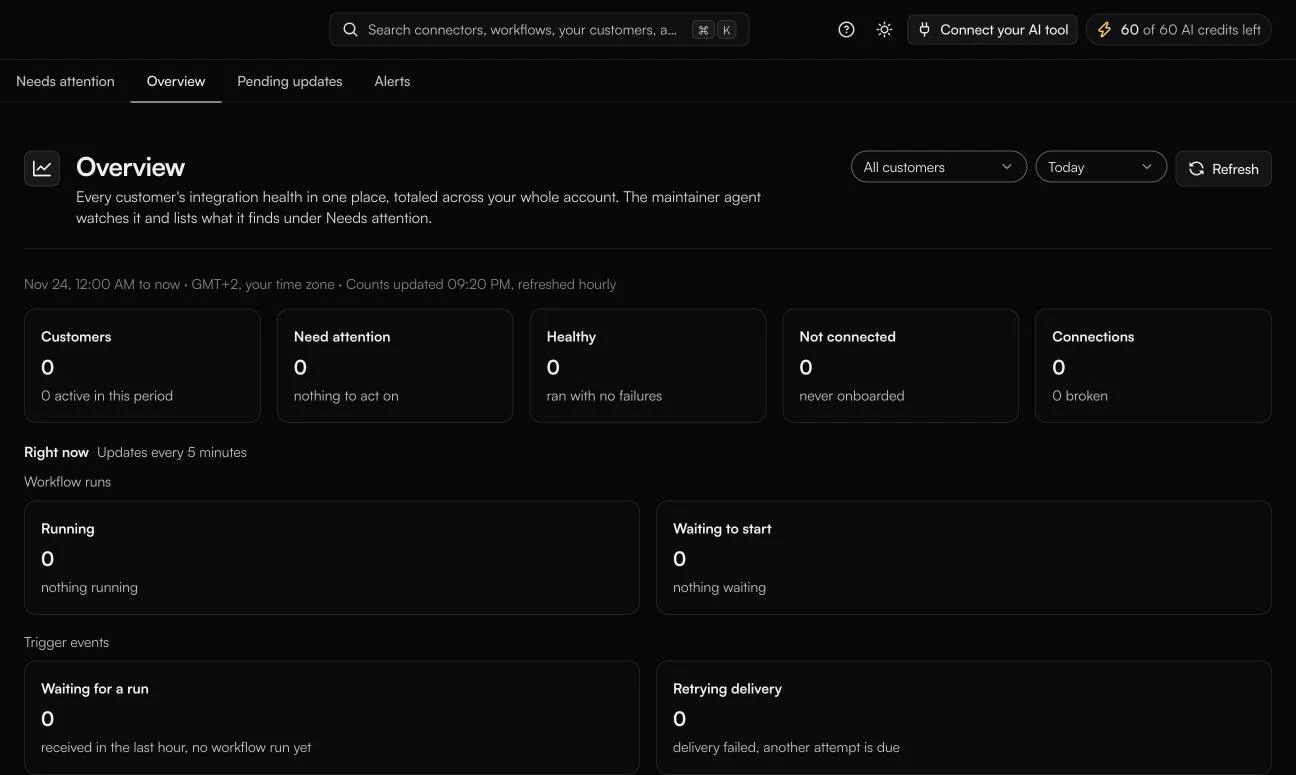 Search connectors, workflows, your customers, a... ⌘ K
Connect your AI tool
60 of 60 AI credits left
Needs attention Overview Pending updates Alerts
Overview
All customers Today Refresh
Every customer's integration health in one place, totaled across your whole account. The maintainer agent
watches it and lists what it finds under Needs attention.
Nov 24, 12:00 AM to now · GMT+2, your time zone · Counts updated 09:20 PM, refreshed hourly
Customers
0
0 active in this period
Need attention
0
nothing to act on
Healthy
0
ran with no failures
Not connected
0
never onboarded
Connections
0
0 broken
Right now Updates every 5 minutes
Workflow runs
Running
0
nothing running
Waiting to start
0
nothing waiting
Trigger events
Waiting for a run
0
received in the last hour, no workflow run yet
Retrying delivery
0
delivery failed, another attempt is due